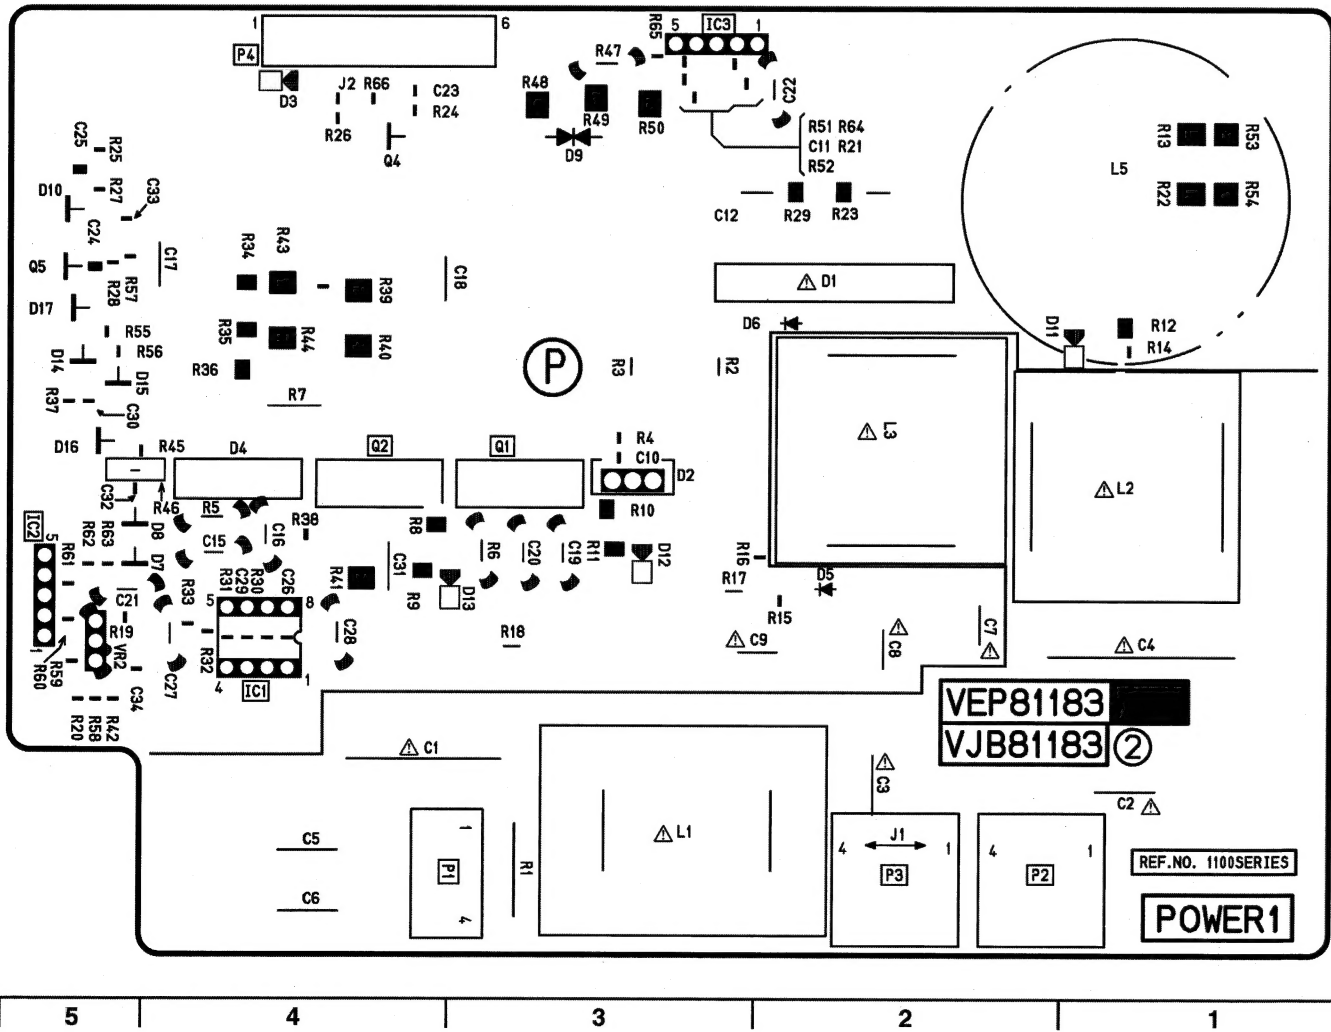 1 6
P4
D3
J2 R66
C23
R24
R26
Q4
R48
R47
R65
5 IC3 1
R49
R50
D9
C22
R51 R64
C11 R21
R52
C12
R29
R23
L5
R13
R53
R22
R54
C25
R25
D10
R27
C33
C24
Q5
R28
R57
C17
D17
R34
R43
R39
C18
D1
D6
D11
R12
R14
R55
R56
D14
D15
R35
R44
R40
R36
P
R3
R2
R7
R37
C30
D16
R45
D4
Q2
Q1
R4
C10
D2
L3
L2
C32
R46
R5
C16
R38
R8
R10
IC2
5
R62
R63
D8
C15
R6
C20
C19
R11
D12
R16
R61
D7
R31
C29
R30
C26
R41
C31
R9
D13
R17
D5
C21
R33
5 8
R19
VR2
R15
R18
C28
C9
C8
C7
C4
1
R60
R59
C27
R32
4 IC1 1
C34
R20
R58
R42
VEP81183
VJB81183 2
C1
C3
C2
L1
C5
1
P1
4
R1
4 J1 1
P3
4 1
P2
REF.NO. 1100SERIES
C6
POWER1
5 4 3 2 1